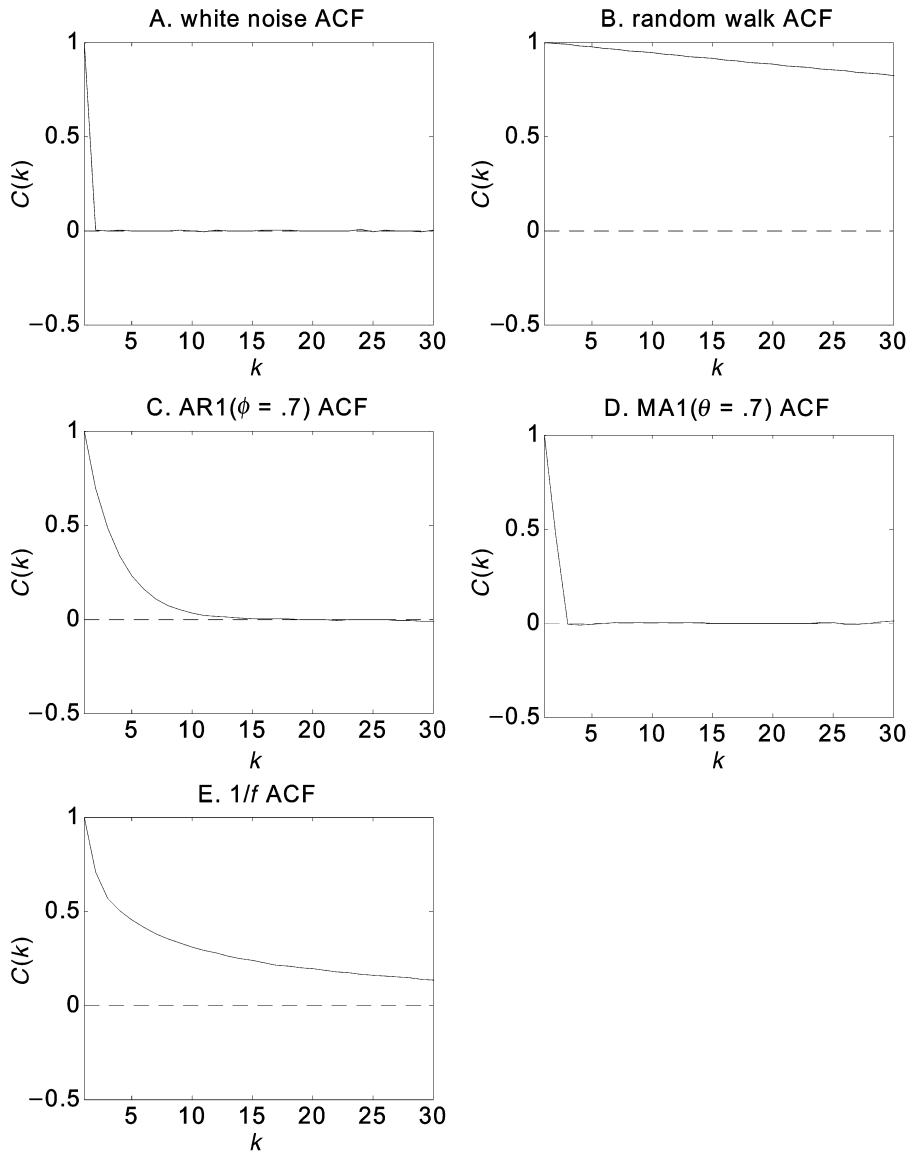 A. white noise ACF
1
0.5
0
−0.5
C(k)
5 10 15 20 25 30
k
B. random walk ACF
1
0.5
0
−0.5
C(k)
5 10 15 20 25 30
k
C. AR1(ϕ = .7) ACF
1
0.5
0
−0.5
C(k)
5 10 15 20 25 30
k
D. MA1(θ = .7) ACF
1
0.5
0
−0.5
C(k)
5 10 15 20 25 30
k
E. 1/f ACF
1
0.5
0
−0.5
C(k)
5 10 15 20 25 30
k